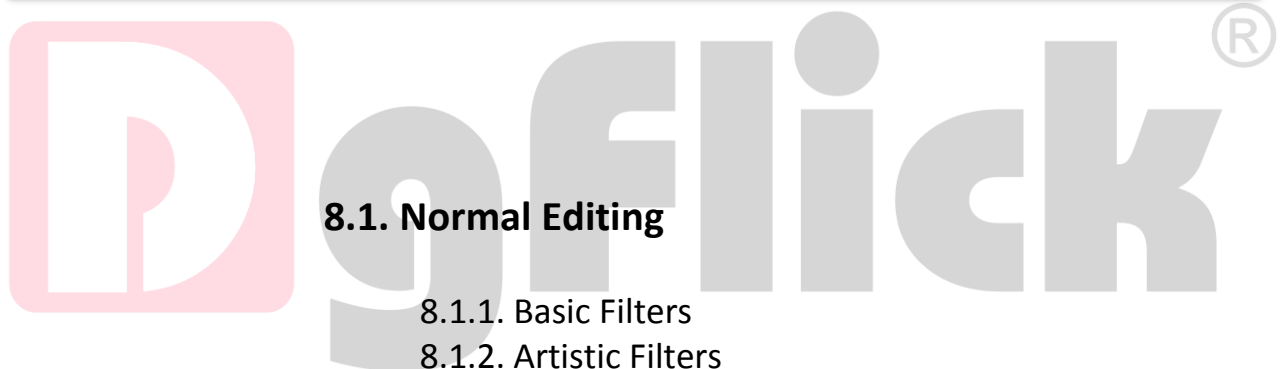 Dgflick®
8.1. Normal Editing
8.1.1. Basic Filters
8.1.2. Artistic Filters